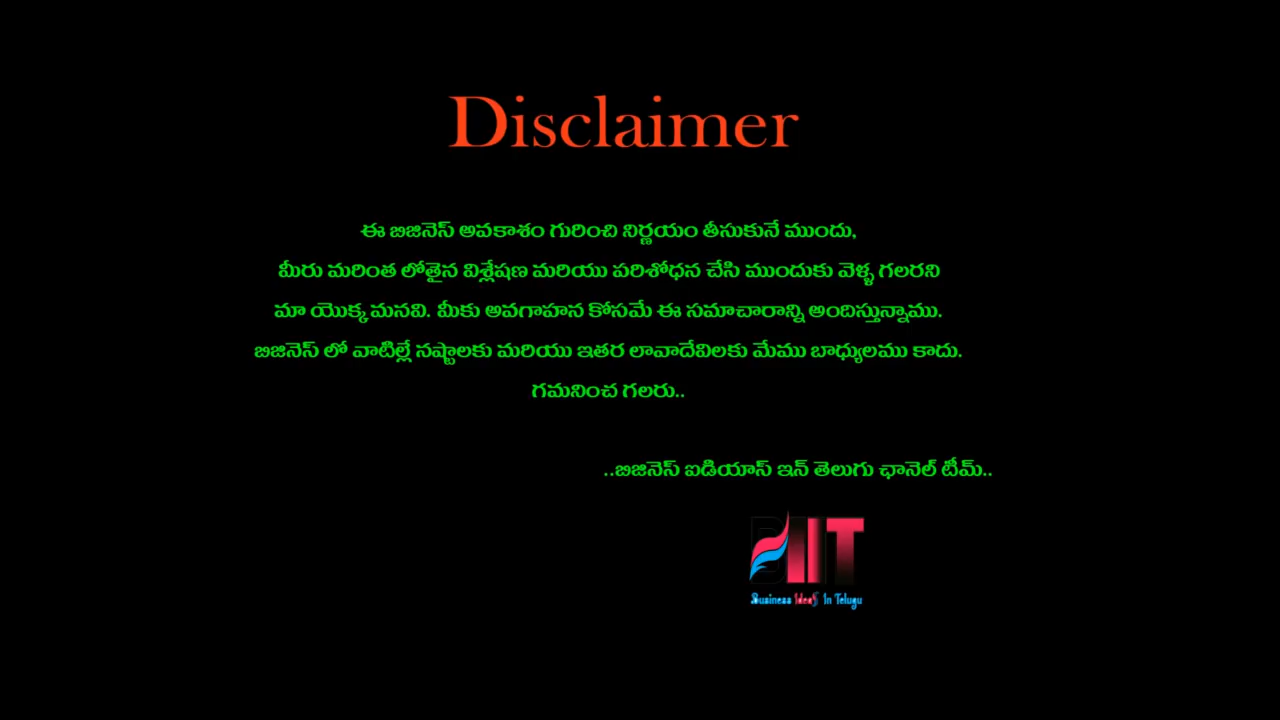 Disclaimer
ఈ బిజినెస్ అవకాశం గురించి నిర్ణయం తీసుకునే ముందు,
మీరు మరింత లోతైన విశ్లేషణ మరియు పరిశోధన చేసి ముందుకు వెళ్ళ గలరని
మా యొక్క మనవి. మీకు అవగాహన కోసమే ఈ సమాచారాన్ని అందిస్తున్నాము.
బిజినెస్ లో వాటిల్లే నష్టాలకు మరియు ఇతర లావాదేవిలకు మేము బాధ్యులము కాదు.
గమనించ గలరు..
..బిజినెస్ ఐడియాస్ ఇన్ తెలుగు ఛానెల్ టీమ్..
BIIT
Business Ideas In Telugu